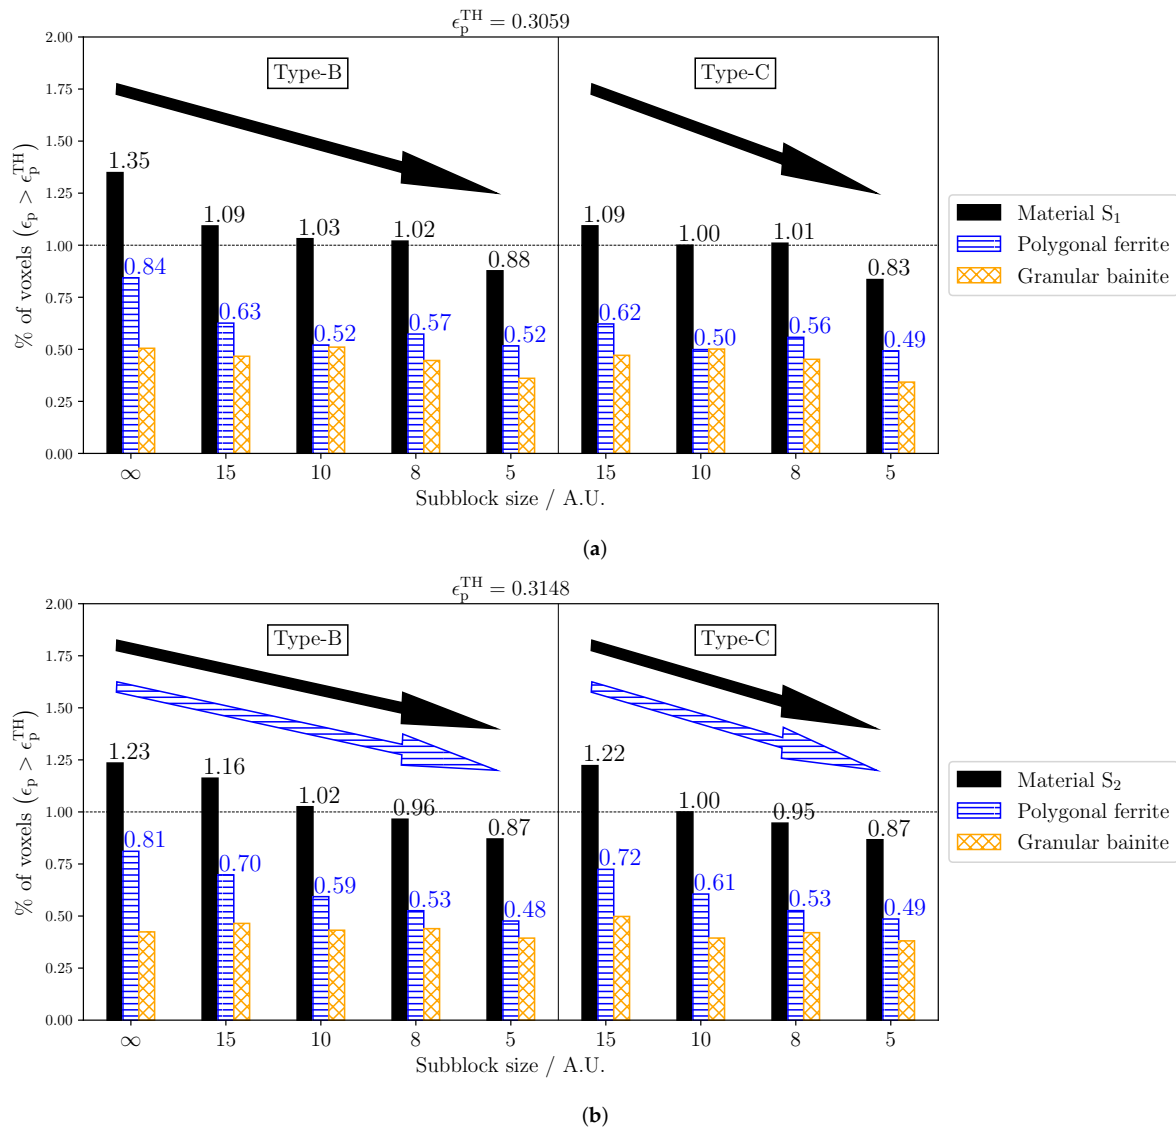 ϵ_p^TH = 0.3059
Type-B
Type-C
% of voxels (ϵ_p > ϵ_p^TH)
2.00
1.75
1.50
1.25
1.00
0.75
0.50
0.25
0.00
1.35
1.09
1.03
1.02
0.88
1.09
1.00
1.01
0.83
0.84
0.63
0.52
0.57
0.52
0.62
0.50
0.56
0.49
∞ 15 10 8 5 15 10 8 5
Subblock size / A.U.
Material S₁
Polygonal ferrite
Granular bainite
(a)
ϵ_p^TH = 0.3148
Type-B
Type-C
% of voxels (ϵ_p > ϵ_p^TH)
2.00
1.75
1.50
1.25
1.00
0.75
0.50
0.25
0.00
1.23
1.16
1.02
0.96
0.87
1.22
1.00
0.95
0.87
0.81
0.70
0.59
0.53
0.48
0.72
0.61
0.53
0.49
∞ 15 10 8 5 15 10 8 5
Subblock size / A.U.
Material S₂
Polygonal ferrite
Granular bainite
(b)